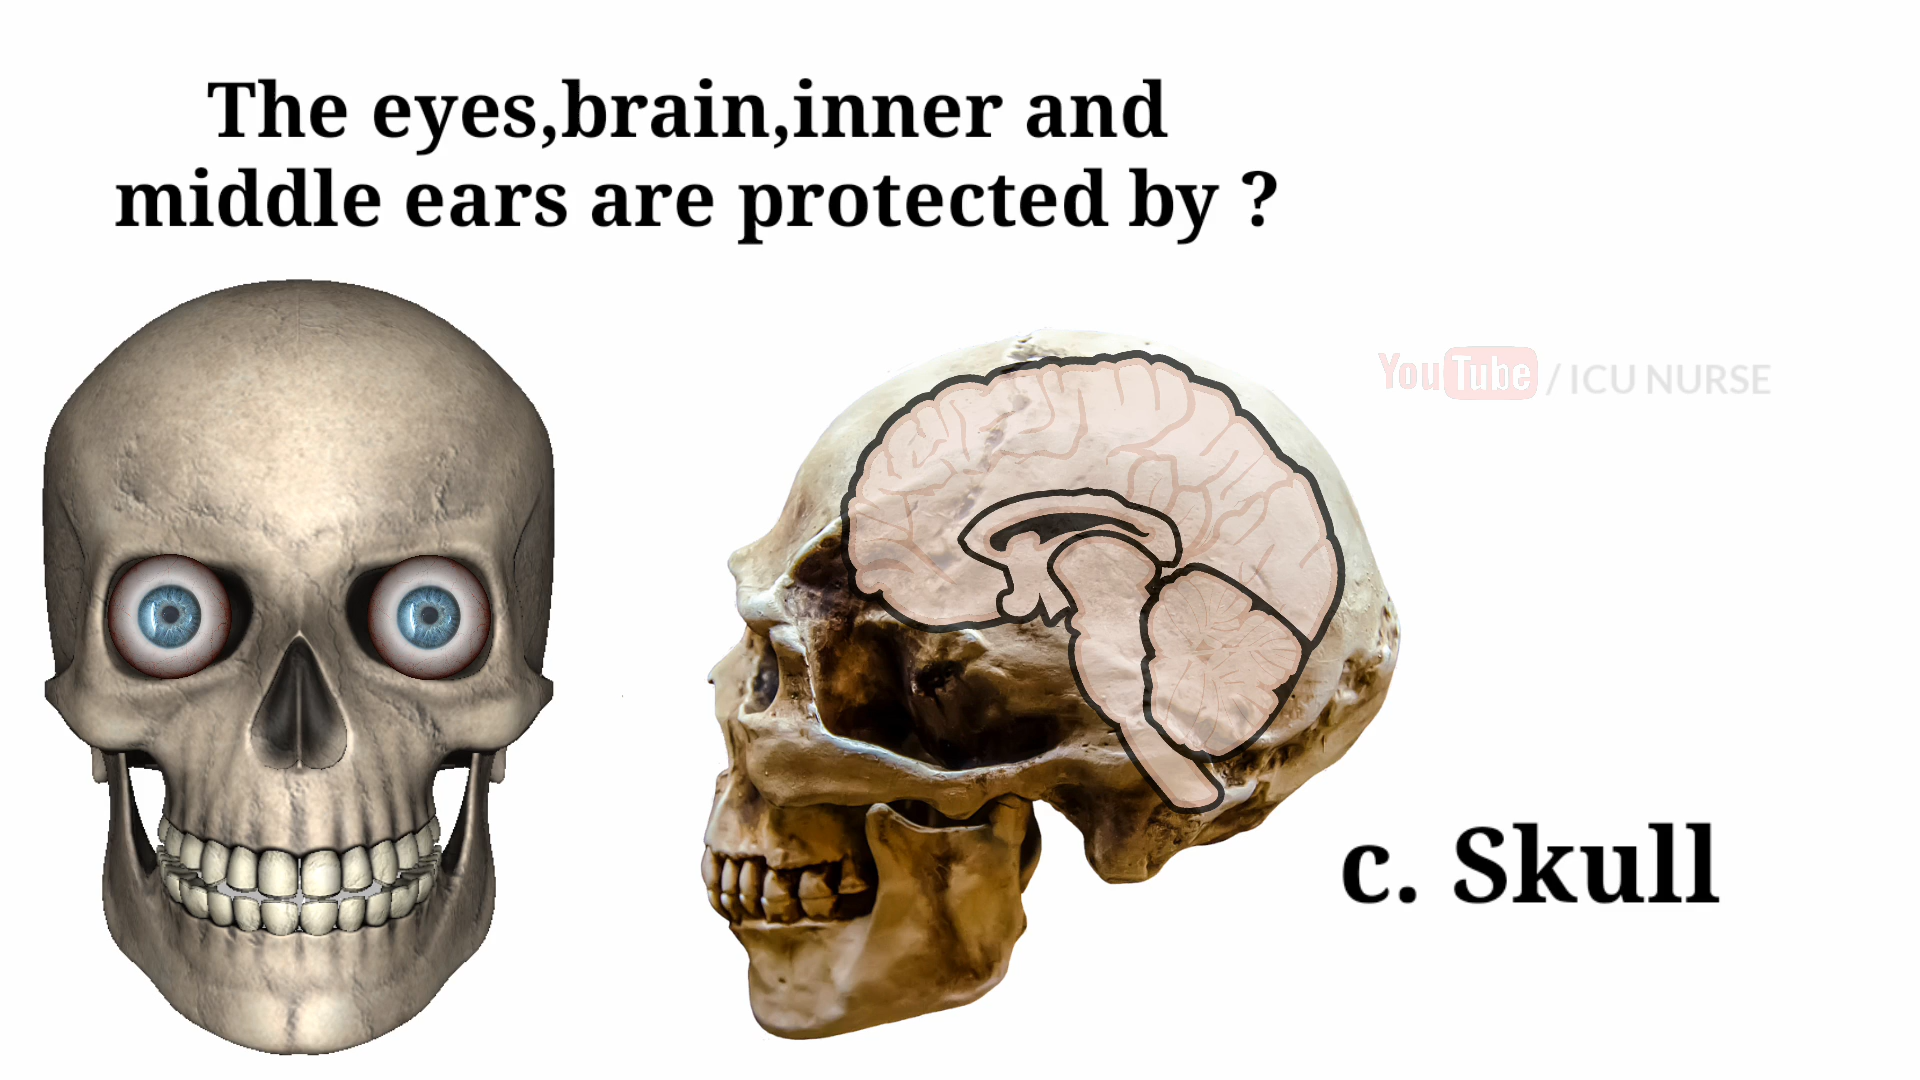 The eyes,brain,inner and
middle ears are protected by ?
YouTube / ICU NURSE
c. Skull